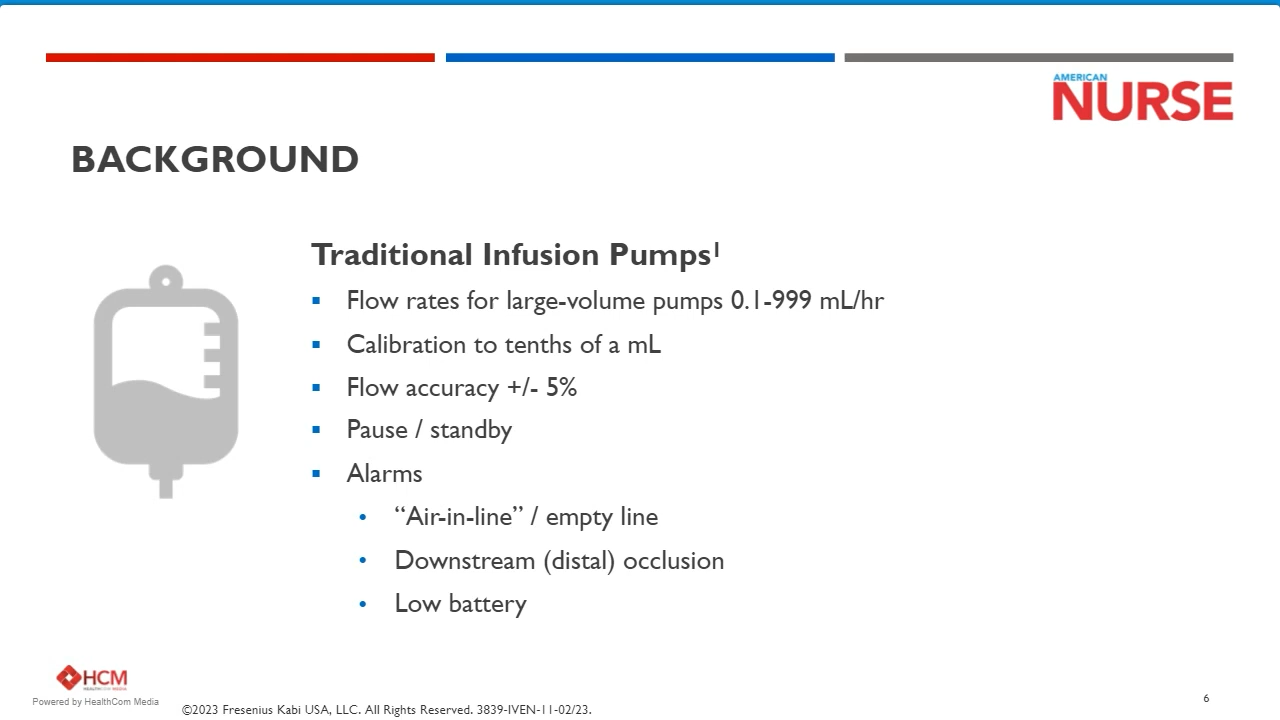 AMERICAN
NURSE
BACKGROUND
Traditional Infusion Pumps¹
▪ Flow rates for large-volume pumps 0.1-999 mL/hr
▪ Calibration to tenths of a mL
▪ Flow accuracy +/- 5%
▪ Pause / standby
▪ Alarms
• “Air-in-line” / empty line
• Downstream (distal) occlusion
• Low battery
HCM
HEALTHCOM MEDIA
Powered by HealthCom Media
©2023 Fresenius Kabi USA, LLC. All Rights Reserved. 3839-IVEN-11-02/23.
6